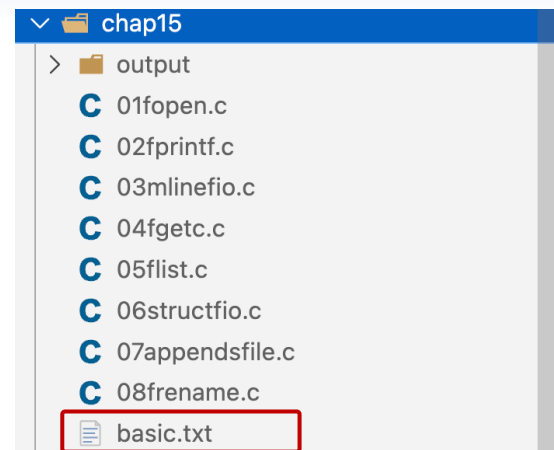 chap15
output
C 01fopen.c
C 02fprintf.c
C 03mlinefio.c
C 04fgetc.c
C 05flist.c
C 06structfio.c
C 07appendsfile.c
C 08frename.c
basic.txt